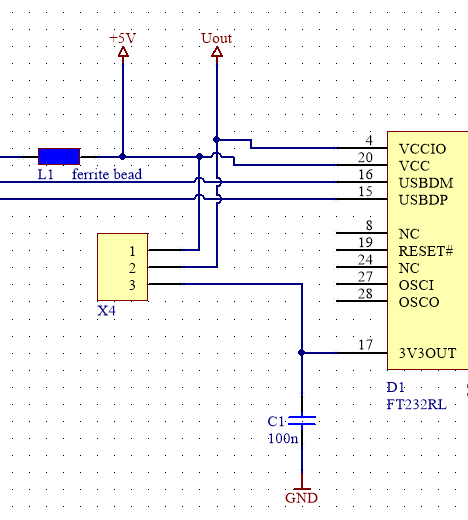 +5V
Uout
4 VCCIO
20 VCC
16 USBDM
15 USBDP
L1 ferrite bead
8 NC
19 RESET#
24 NC
27 OSCI
28 OSCO
1
2
3
X4
17 3V3OUT
D1
FT232RL
C1
100n
GND